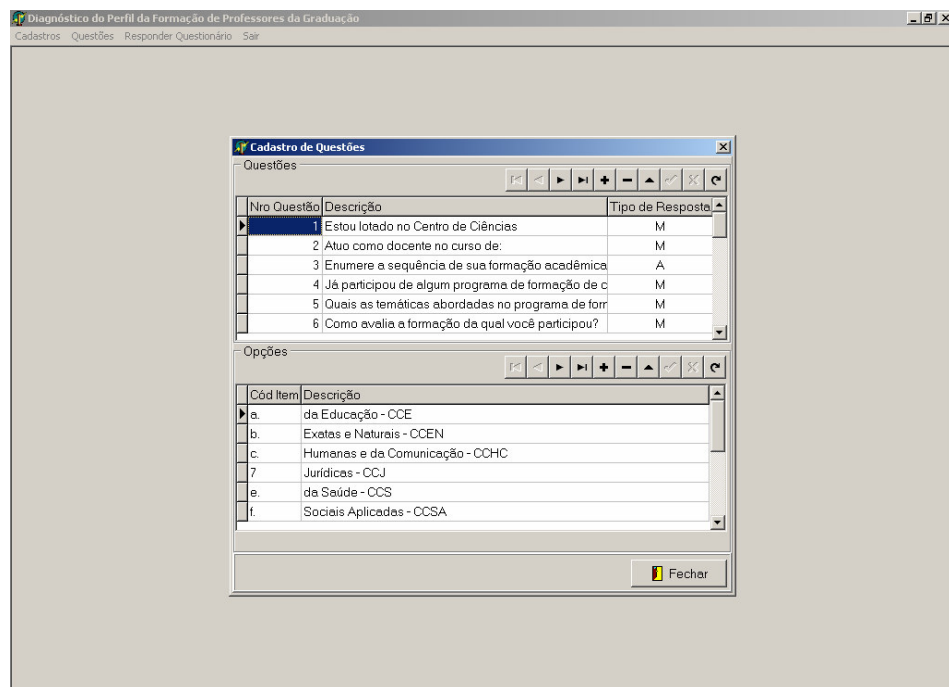 Diagnóstico do Perfil da Formação de Professores da Graduação
Cadastros Questões Responder Questionário Sair
Cadastro de Questões
Questões
Nro Questão Descrição Tipo de Resposta
1 Estou lotado no Centro de Ciências M
2 Atuo como docente no curso de: M
3 Enumere a sequência de sua formação acadêmica A
4 Já participou de algum programa de formação de c M
5 Quais as temáticas abordadas no programa de for M
6 Como avalia a formação da qual você participou? M
Opções
Cód Item Descrição
a. da Educação - CCE
b. Exatas e Naturais - CCEN
c. Humanas e da Comunicação - CCHC
7 Jurídicas - CCJ
e. da Saúde - CCS
f. Sociais Aplicadas - CCSA
Fechar